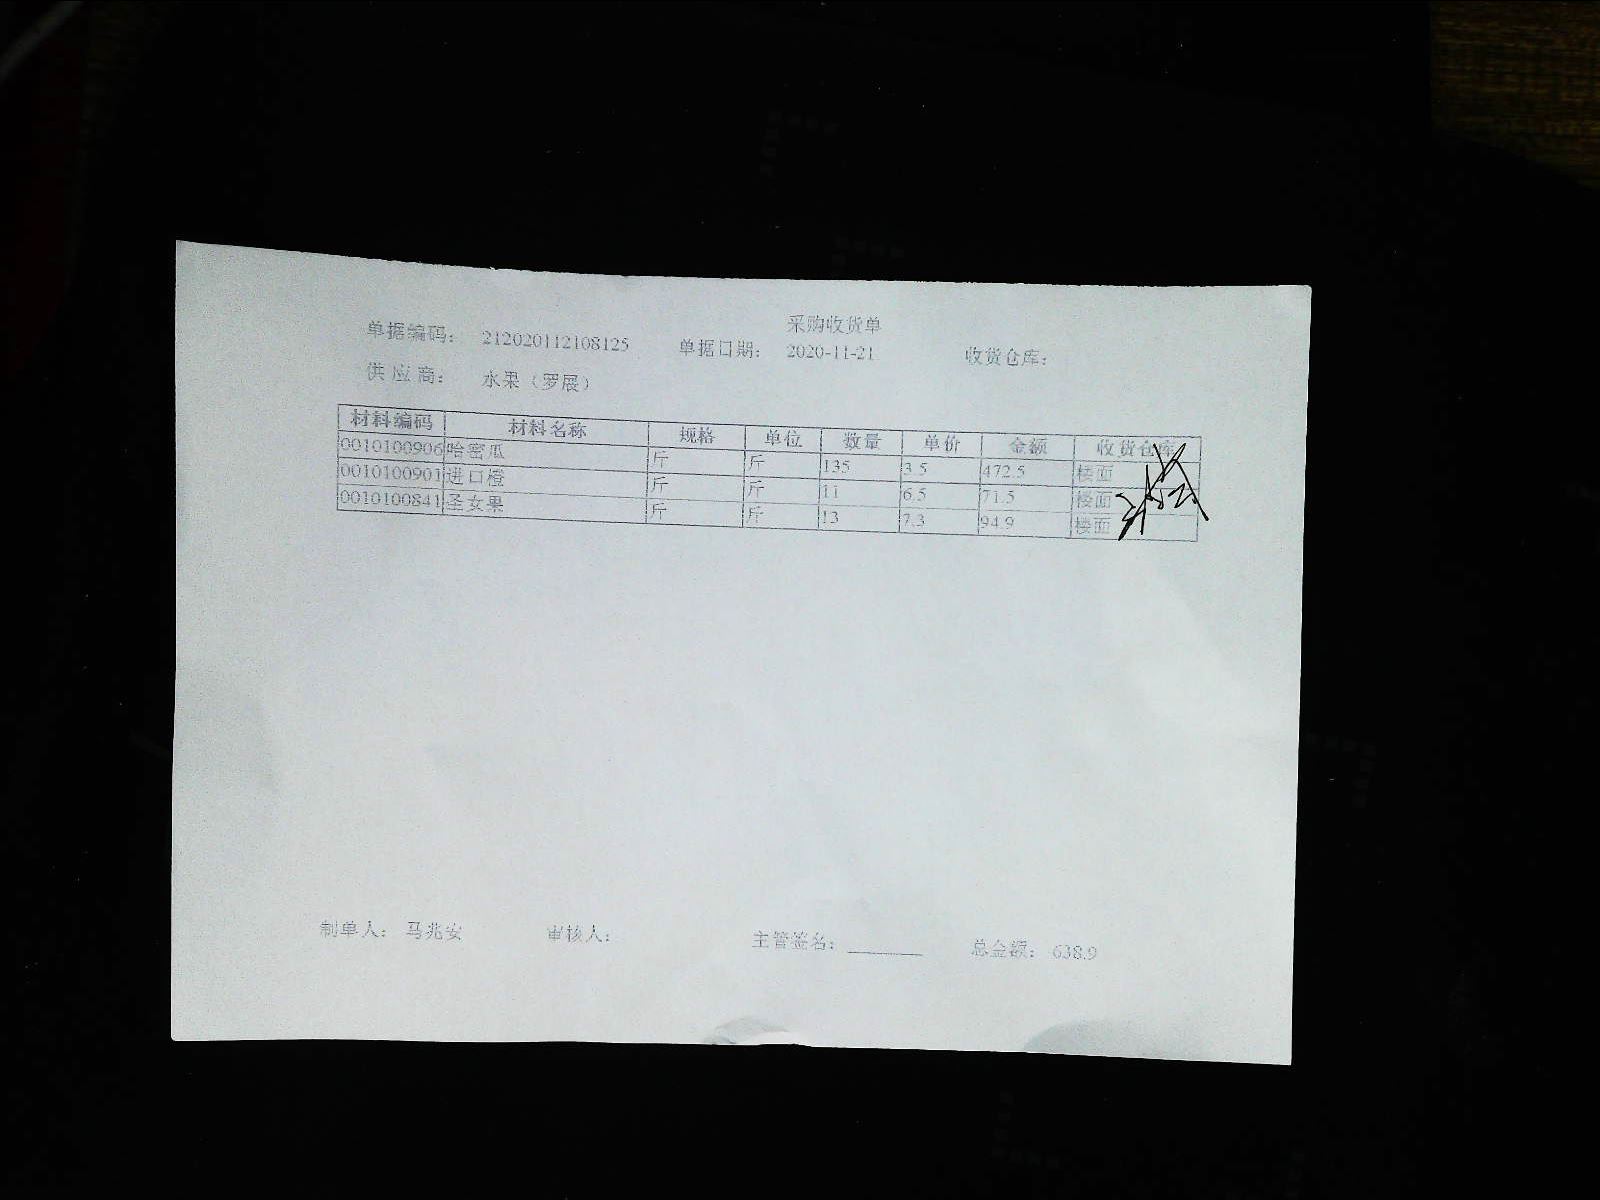 采购收货单
单据编码: 212020112108125 单据日期: 2020-11-21 收货仓库:
供应商: 水果（罗展）
材料编码 材料名称 规格 单位 数量 单价 金额 收货仓库
0010100906 哈密瓜 斤 斤 135 3.5 472.5 楼面
0010100901 进口橙 斤 斤 11 6.5 71.5 楼面
0010100841 圣女果 斤 斤 13 7.3 94.9 楼面
制单人: 马兆安 审核人: 主管签名: 总金额: 638.9